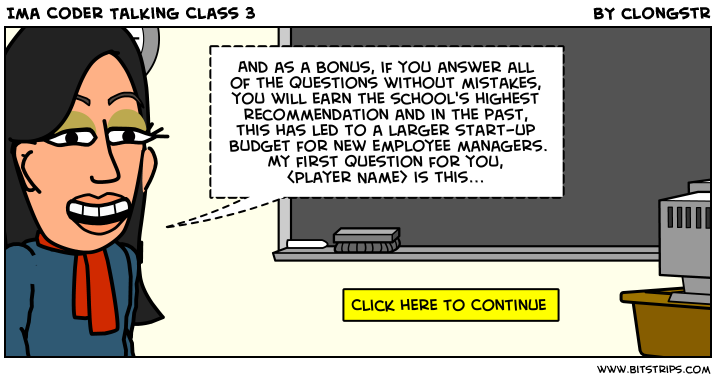 IMA CODER TALKING CLASS 3
BY CLONGSTR
AND AS A BONUS, IF YOU ANSWER ALL
OF THE QUESTIONS WITHOUT MISTAKES,
YOU WILL EARN THE SCHOOL'S HIGHEST
RECOMMENDATION AND IN THE PAST,
THIS HAS LED TO A LARGER START-UP
BUDGET FOR NEW EMPLOYEE MANAGERS.
MY FIRST QUESTION FOR YOU,
<PLAYER NAME> IS THIS...
CLICK HERE TO CONTINUE
WWW.BITSTRIPS.COM